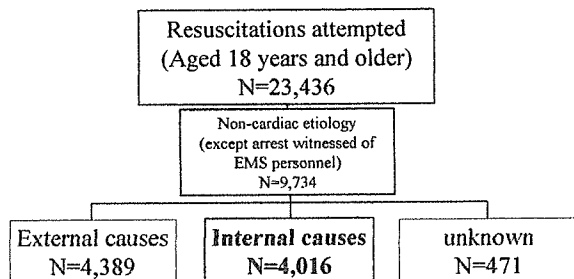 Resuscitations attempted
(Aged 18 years and older)
N=23,436
Non-cardiac etiology
(except arrest witnessed of
EMS personnel)
N=9,734
External causes
N=4,389
Internal causes
N=4,016
unknown
N=471